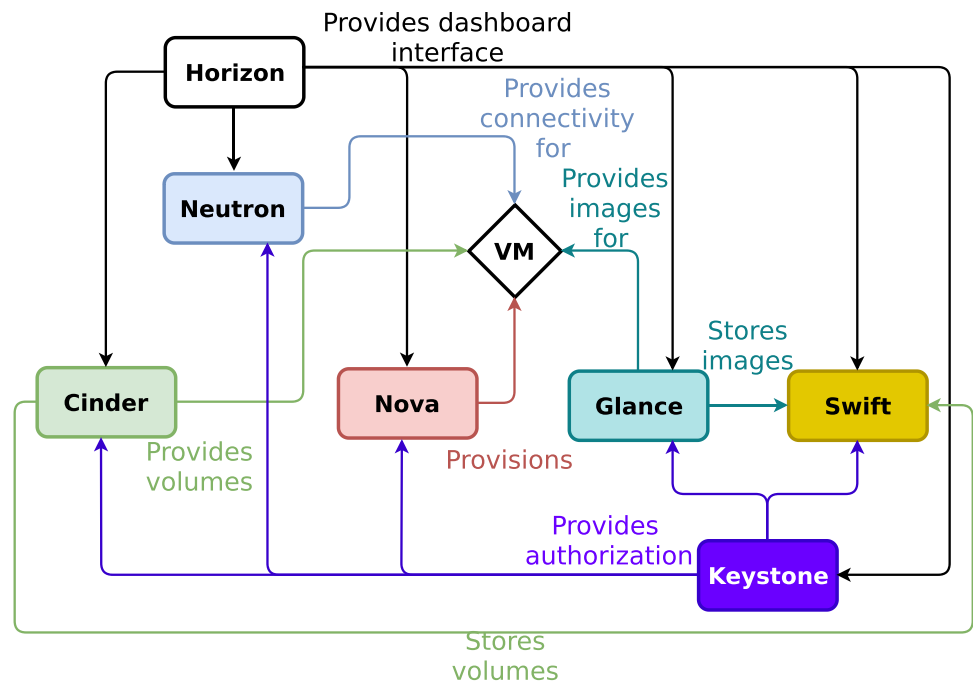 Provides dashboard
interface
Horizon
Provides
connectivity
for
Provides
images
for
Neutron
VM
Stores
images
Cinder
Nova
Glance
Swift
Provides
volumes
Provisions
Provides
authorization
Keystone
Stores
volumes